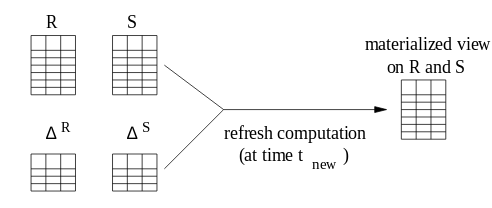 R S
materialized view
on R and S
Δ R Δ S
refresh computation
(at time t new )